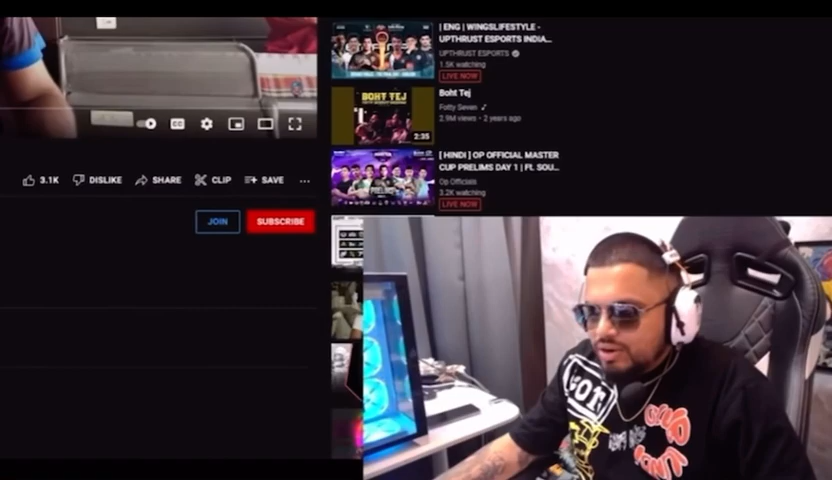 [ ENG ] WINGSLIFESTYLE -
UPTHRUST ESPORTS INDIA...
UPTHRUST ESPORTS
1.5K watching
LIVE NOW
BOHT TEJ
2:35
Boht Tej
Fotty Seven
2.9M views • 2 years ago
[ HINDI ] OP OFFICIAL MASTER
CUP PRELIMS DAY 1 | Ft. SOU...
Op Officials
3.2K watching
LIVE NOW
PRELIMS
CC
3.1K
DISLIKE
SHARE
CLIP
SAVE
...
JOIN
SUBSCRIBE